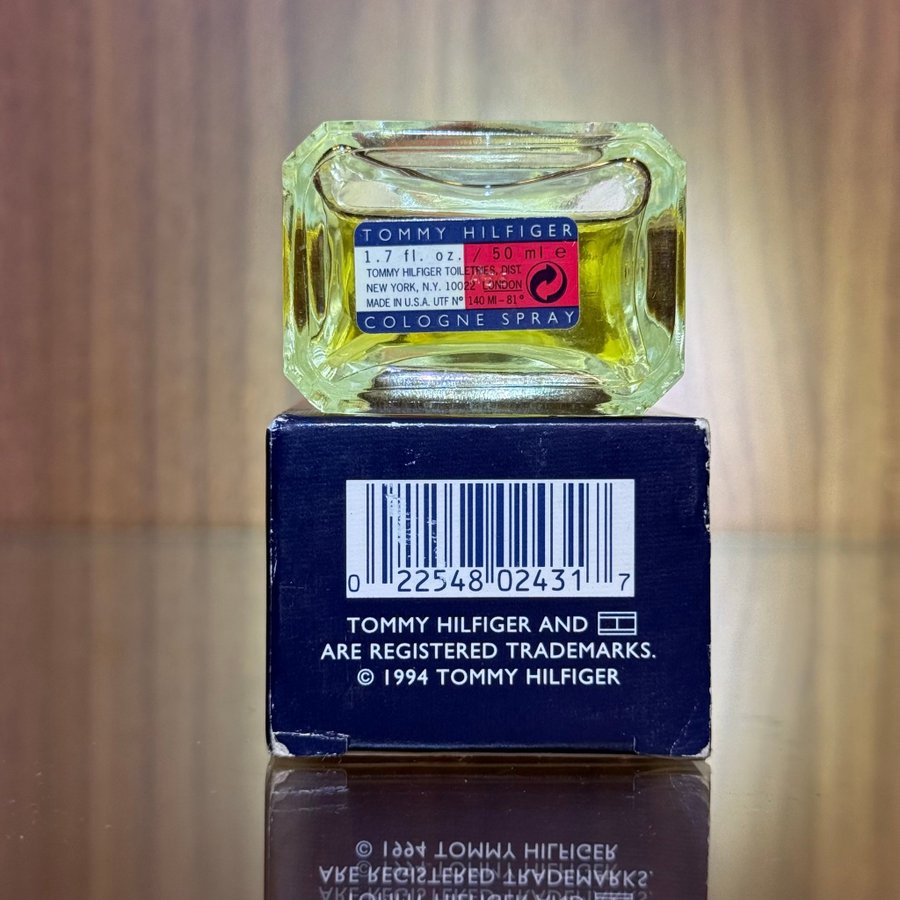 TOMMY HILFIGER
1.7 fl. oz. / 50 ml e
TOMMY HILFIGER TOILETRIES, DIST.
NEW YORK, N.Y. 10022 LONDON
MADE IN U.S.A. UTF Nº 140 MI-81°
COLOGNE SPRAY
0 22548 02431 7
TOMMY HILFIGER AND
ARE REGISTERED TRADEMARKS.
© 1994 TOMMY HILFIGER